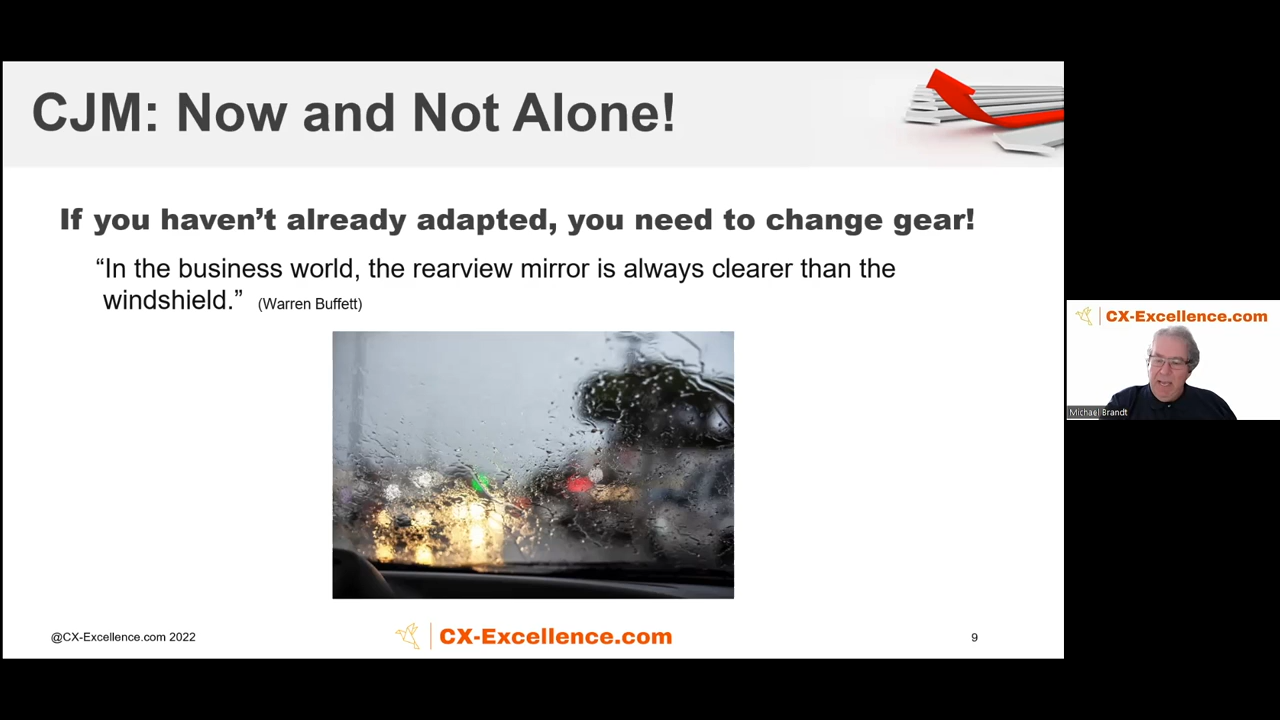 CJM: Now and Not Alone!
If you haven’t already adapted, you need to change gear!
“In the business world, the rearview mirror is always clearer than the
windshield.” (Warren Buffett)
CX-Excellence.com
Michael Brandt
@CX-Excellence.com 2022
CX-Excellence.com
9